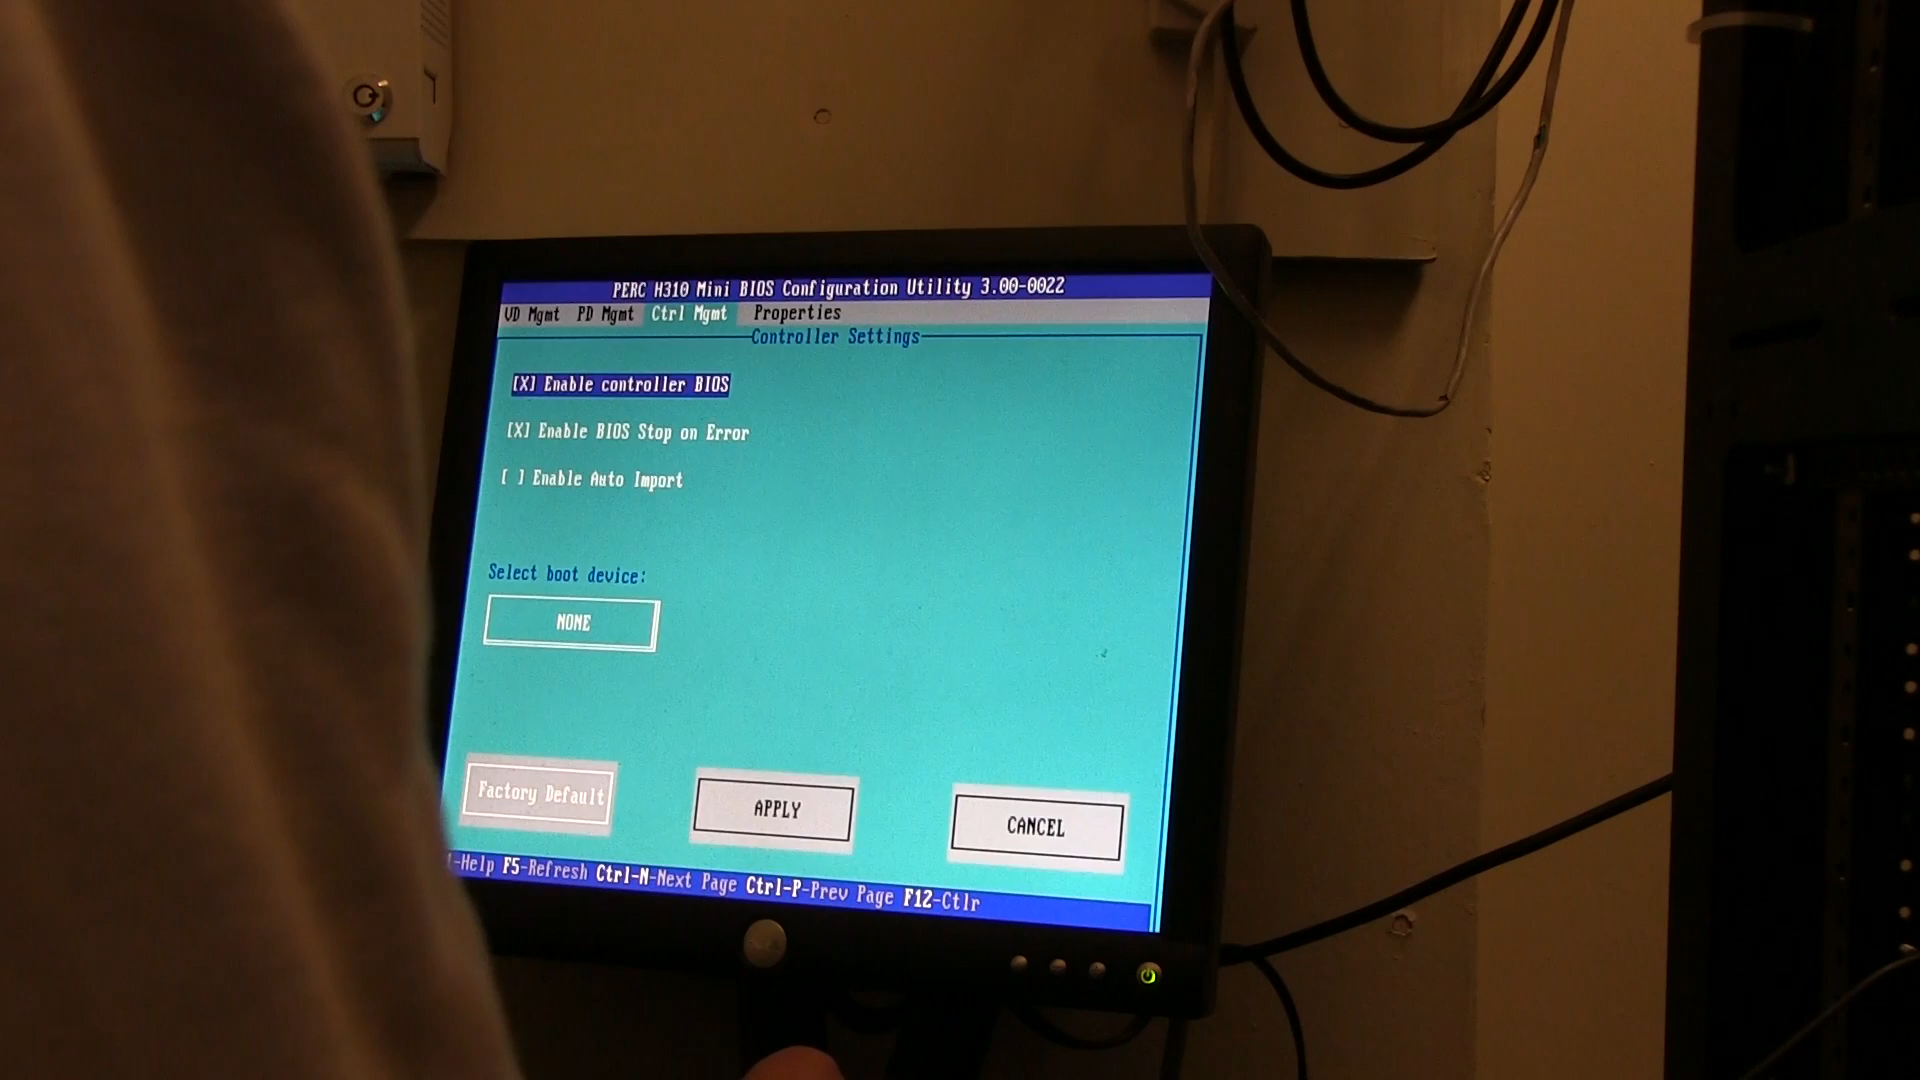 PERC H310 Mini BIOS Configuration Utility 3.00-0022
VD Mgmt PD Mgmt Ctrl Mgmt Properties
Controller Settings
[X] Enable controller BIOS
[X] Enable BIOS Stop on Error
[ ] Enable Auto Import
Select boot device:
NONE
Factory Default APPLY CANCEL
-Help F5-Refresh Ctrl-N-Next Page Ctrl-P-Prev Page F12-Ctlr